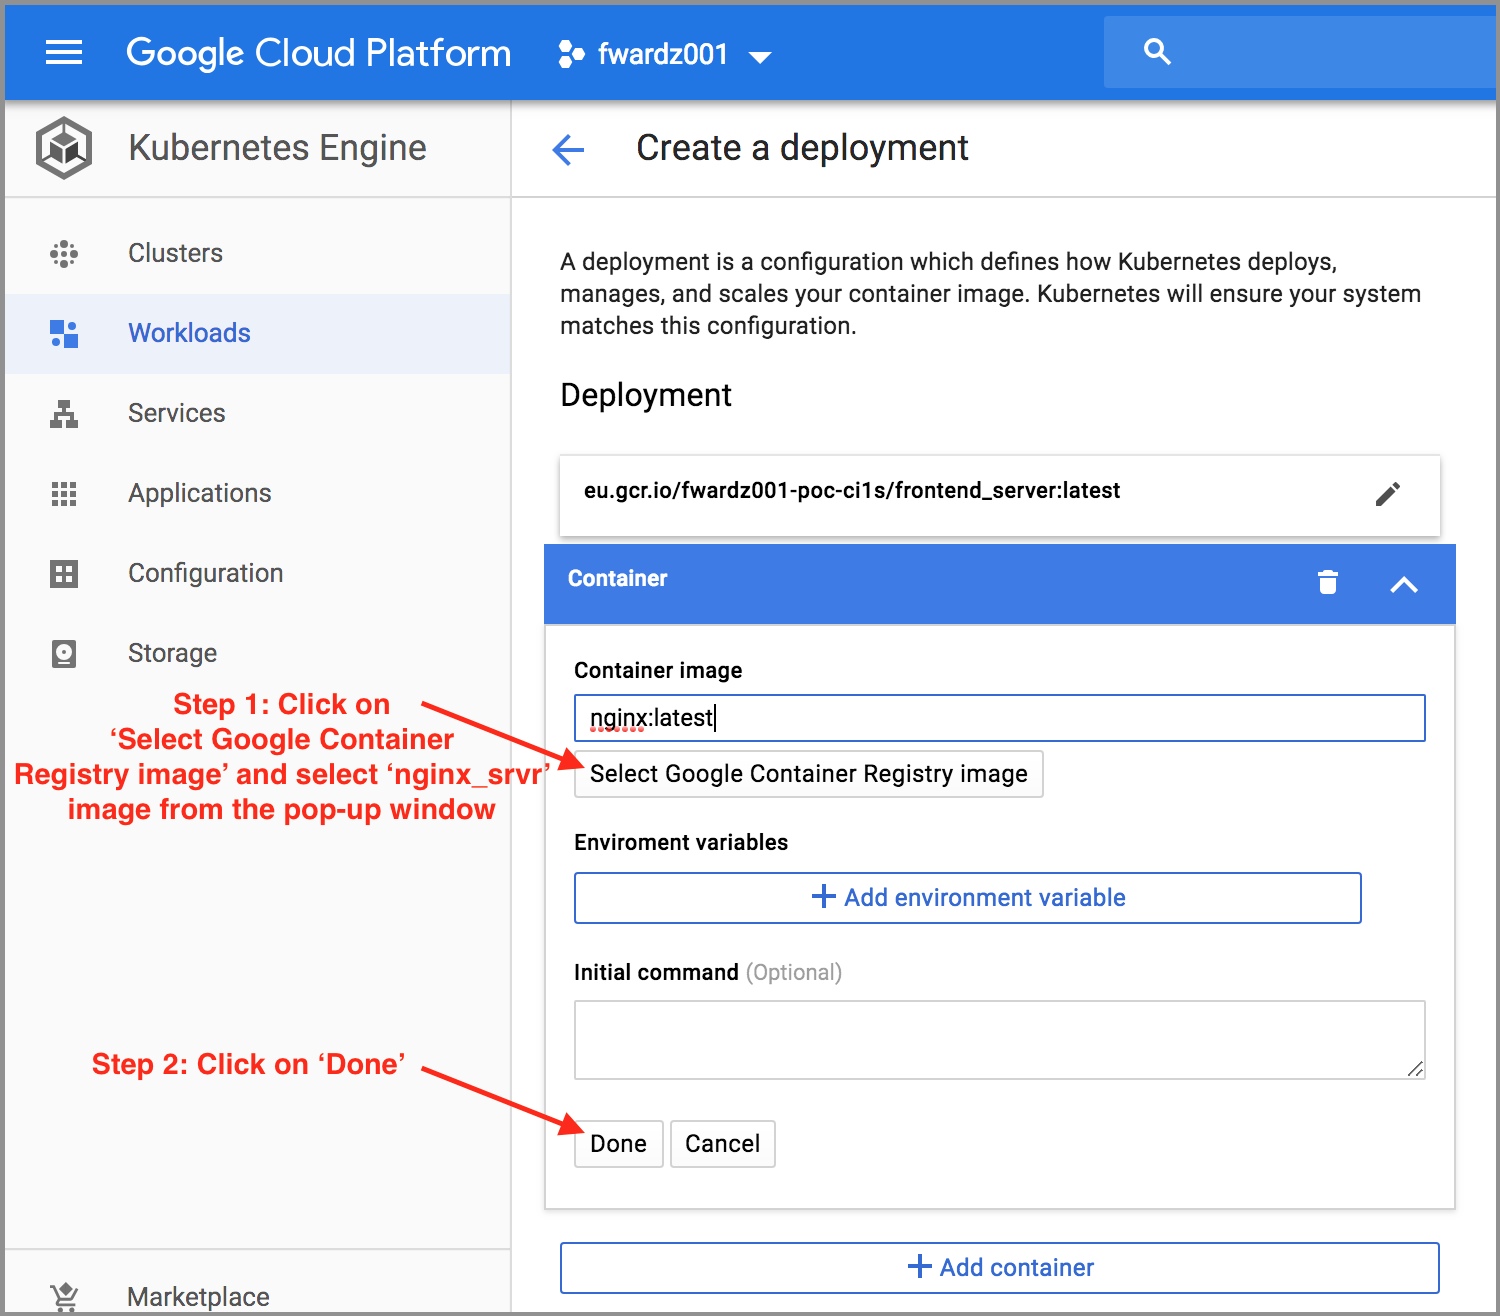 Google Cloud Platform
fwardz001
Kubernetes Engine
Create a deployment
Clusters
Workloads
Services
Applications
Configuration
Storage
Step 1: Click on
‘Select Google Container
Registry image’ and select ‘nginx_srvr’
image from the pop-up window
Step 2: Click on ‘Done’
Marketplace
A deployment is a configuration which defines how Kubernetes deploys,
manages, and scales your container image. Kubernetes will ensure your system
matches this configuration.
Deployment
eu.gcr.io/fwardz001-poc-ci1s/frontend_server:latest
Container
Container image
nginx:latest
Select Google Container Registry image
Enviroment variables
+ Add environment variable
Initial command (Optional)
Done
Cancel
+ Add container